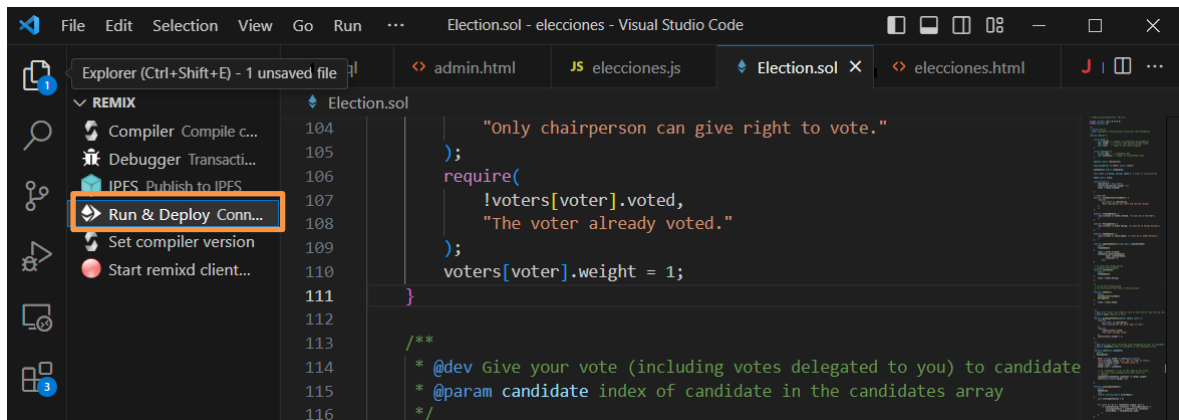 File Edit Selection View Go Run ··· Election.sol - elecciones - Visual Studio Code
Explorer (Ctrl+Shift+E) - 1 unsaved file ql admin.html JS elecciones.js Election.sol elecciones.html J ···
1
REMIX Election.sol
Compiler Compile c...
Debugger Transacti...
IPFS Publish to IPFS
Run & Deploy Conn...
Set compiler version
Start remixd client...
3
104 "Only chairperson can give right to vote."
105 );
106 require(
107 !voters[voter].voted,
108 "The voter already voted."
109 );
110 voters[voter].weight = 1;
111 }
112
113 /**
114 * @dev Give your vote (including votes delegated to you) to candidate
115 * @param candidate index of candidate in the candidates array
116 */